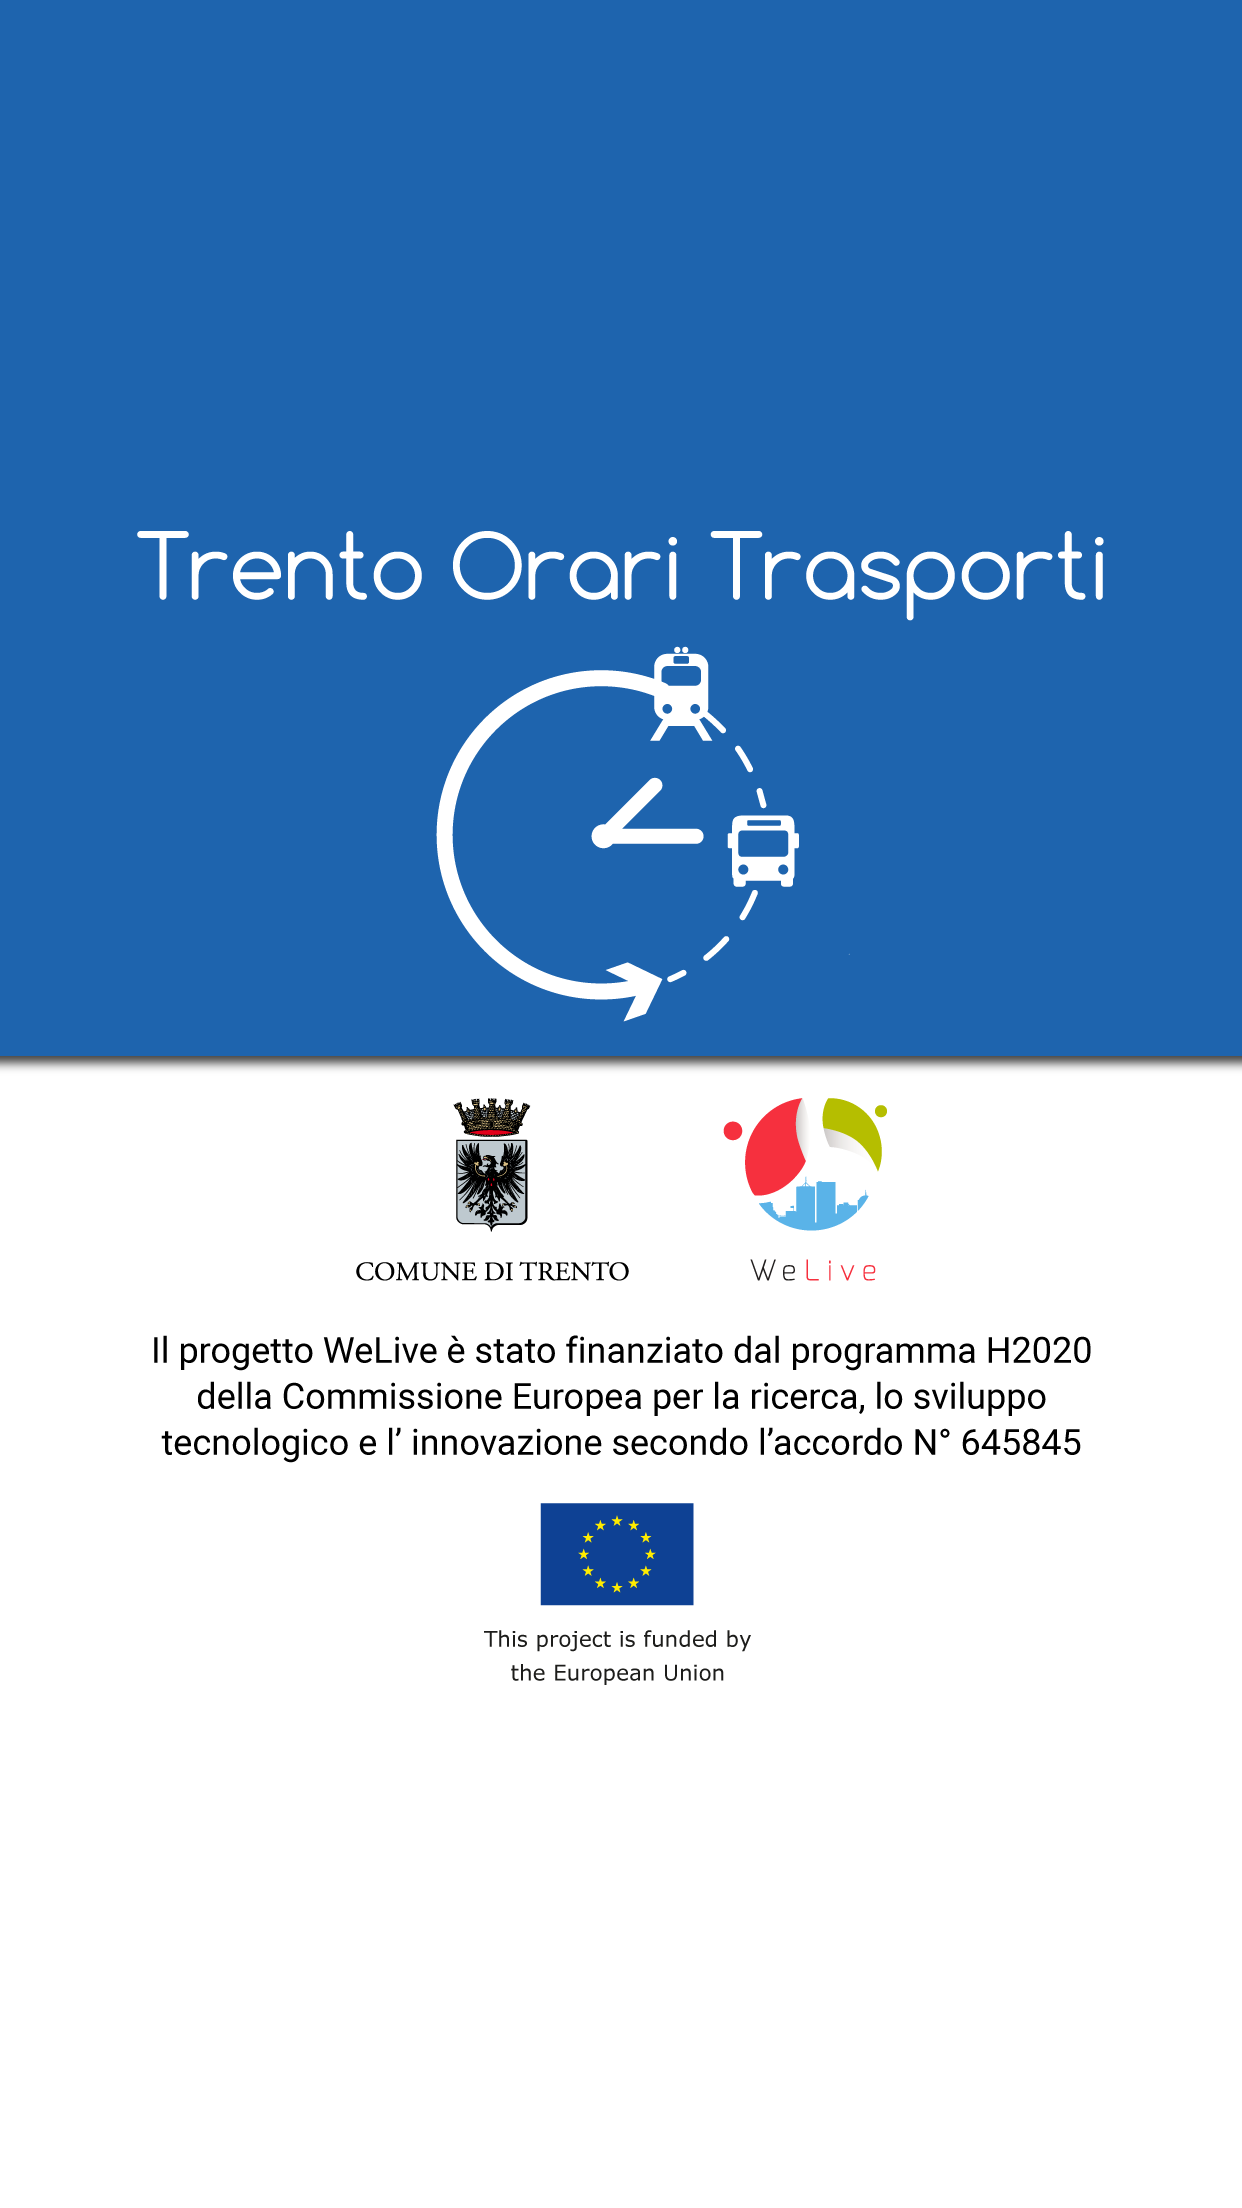 Trento Orari Trasporti
COMUNE DI TRENTO
WeLive
Il progetto WeLive è stato finanziato dal programma H2020
della Commissione Europea per la ricerca, lo sviluppo
tecnologico e l’ innovazione secondo l’accordo N° 645845
This project is funded by
the European Union